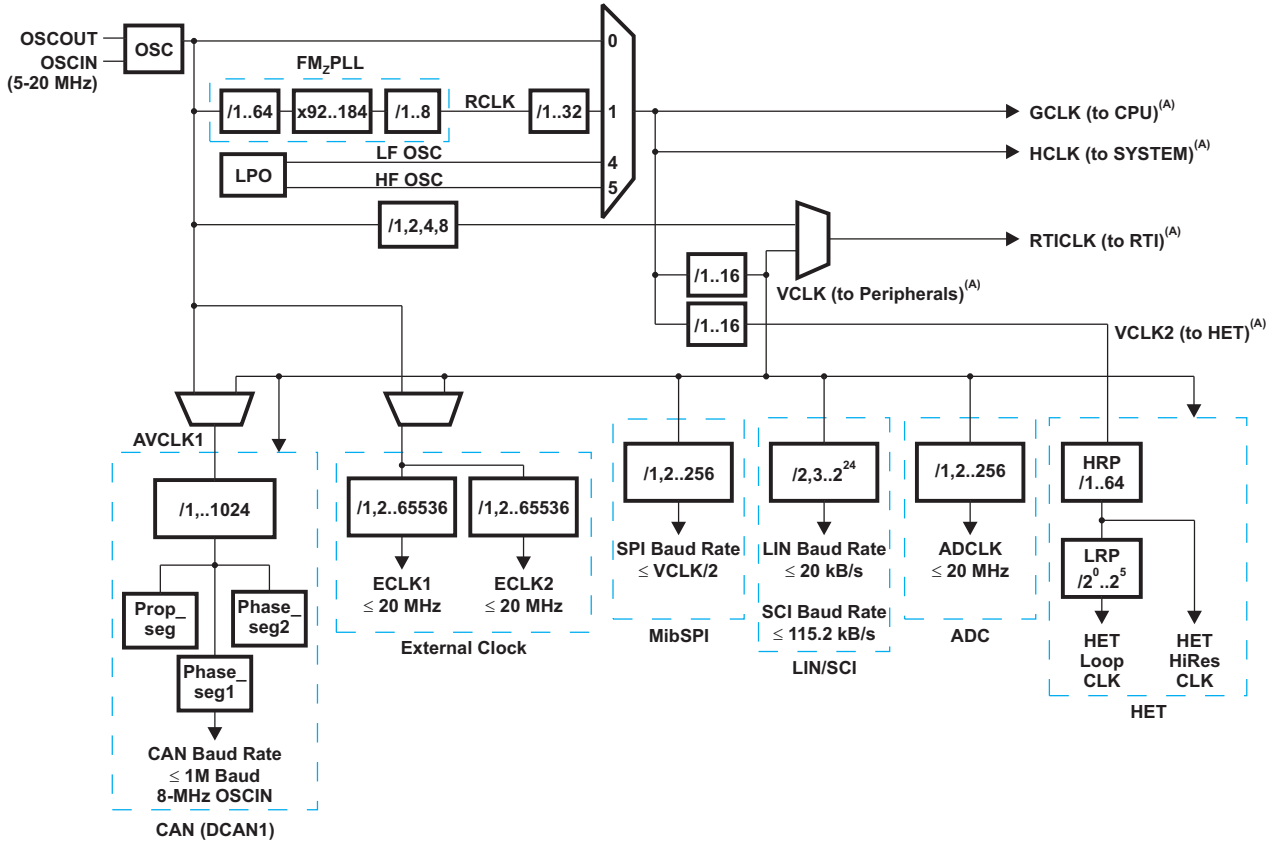 OSCOUT
OSCIN
(5-20 MHz)
OSC
FMzPLL
/1..64
x92..184
/1..8
RCLK
/1..32
0
1
4
5
LF OSC
HF OSC
LPO
GCLK (to CPU)(A)
HCLK (to SYSTEM)(A)
/1,2,4,8
RTICLK (to RTI)(A)
/1..16
VCLK (to Peripherals)(A)
/1..16
VCLK2 (to HET)(A)
AVCLK1
/1,..1024
Prop_
seg
Phase_
seg2
Phase_
seg1
CAN Baud Rate
≤ 1M Baud
8-MHz OSCIN
CAN (DCAN1)
/1,2..65536
/1,2..65536
ECLK1
≤ 20 MHz
ECLK2
≤ 20 MHz
External Clock
/1,2..256
SPI Baud Rate
≤ VCLK/2
MibSPI
/2,3..2^24
LIN Baud Rate
≤ 20 kB/s
SCI Baud Rate
≤ 115.2 kB/s
LIN/SCI
/1,2..256
ADCLK
≤ 20 MHz
ADC
HRP
/1..64
LRP
/2^0..2^5
HET
Loop
CLK
HET
HiRes
CLK
HET